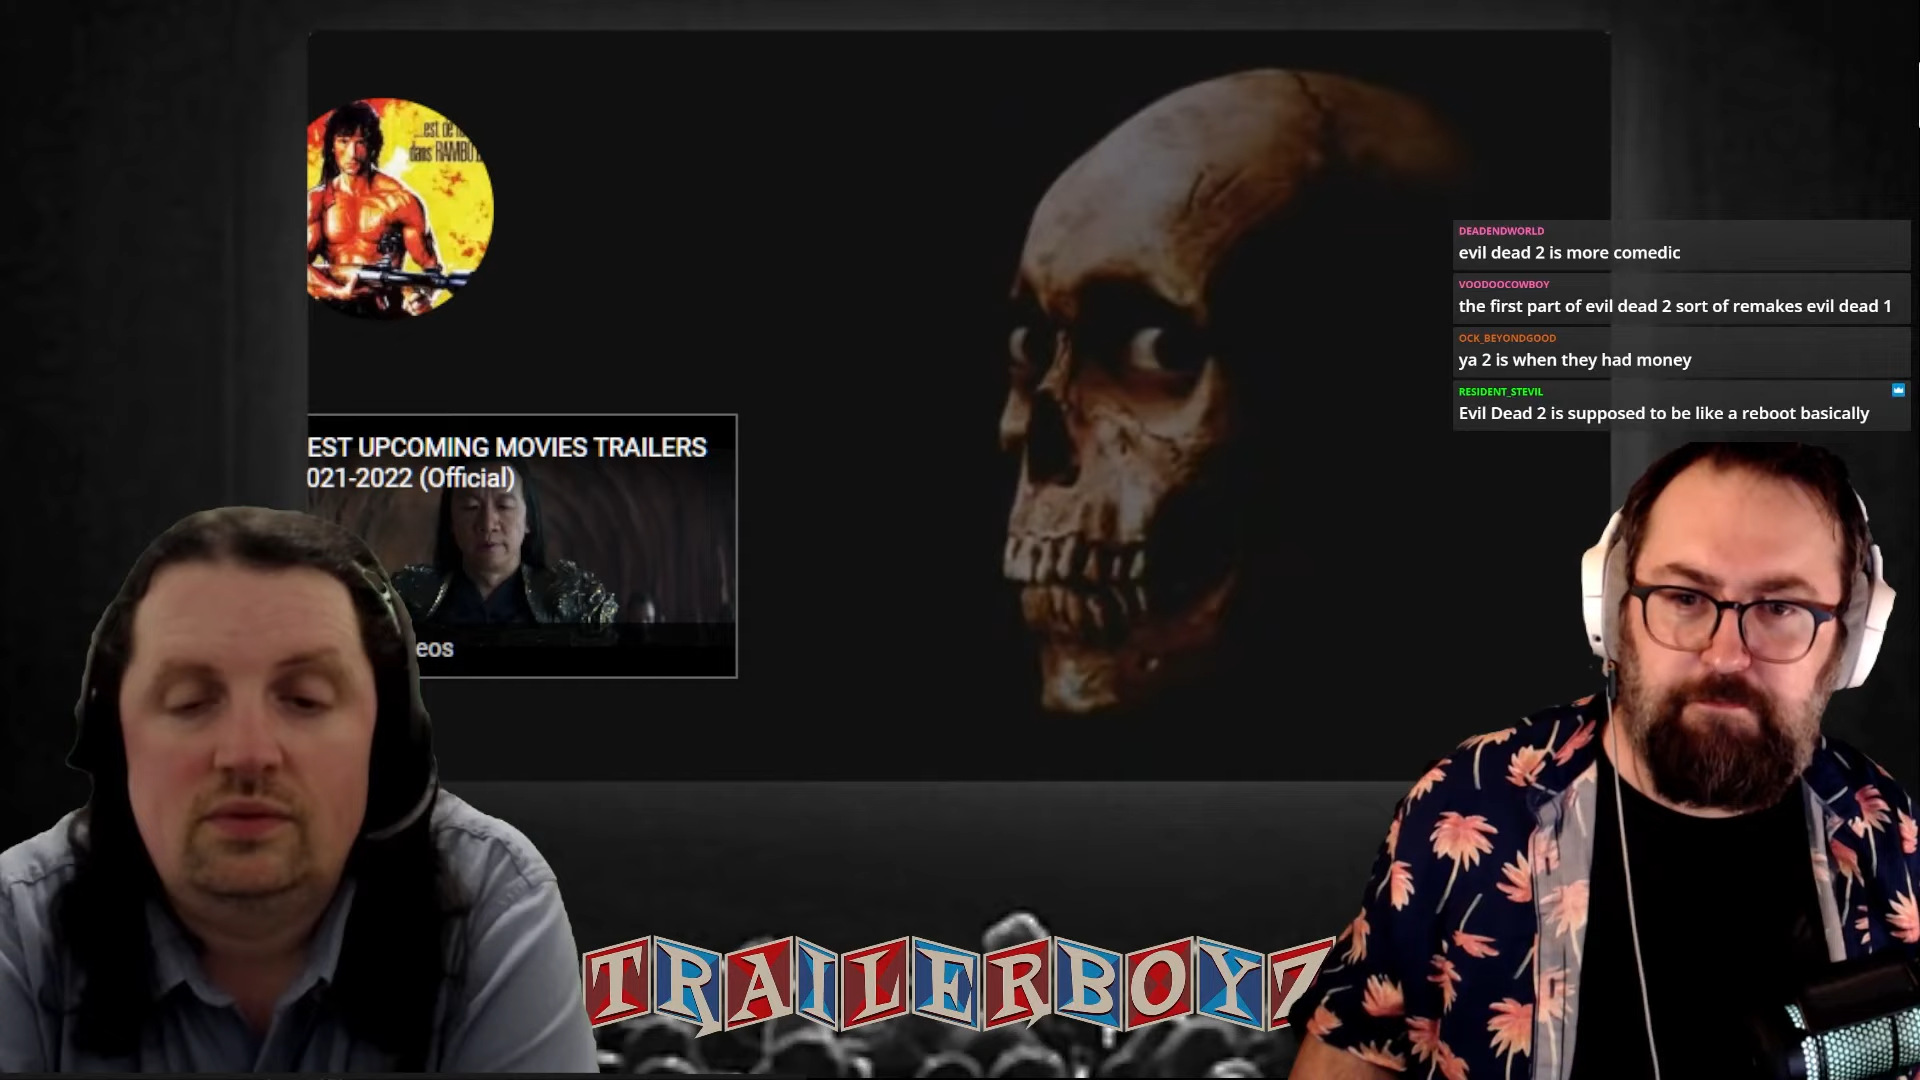 ...est de re
dans RAMBO
EST UPCOMING MOVIES TRAILERS
021-2022 (Official)
eos
DEADENDWORLD
evil dead 2 is more comedic
VOODOOCOWBOY
the first part of evil dead 2 sort of remakes evil dead 1
OCK_BEYONDGOOD
ya 2 is when they had money
RESIDENT_STEVIL
Evil Dead 2 is supposed to be like a reboot basically
TRAILERBOYZ